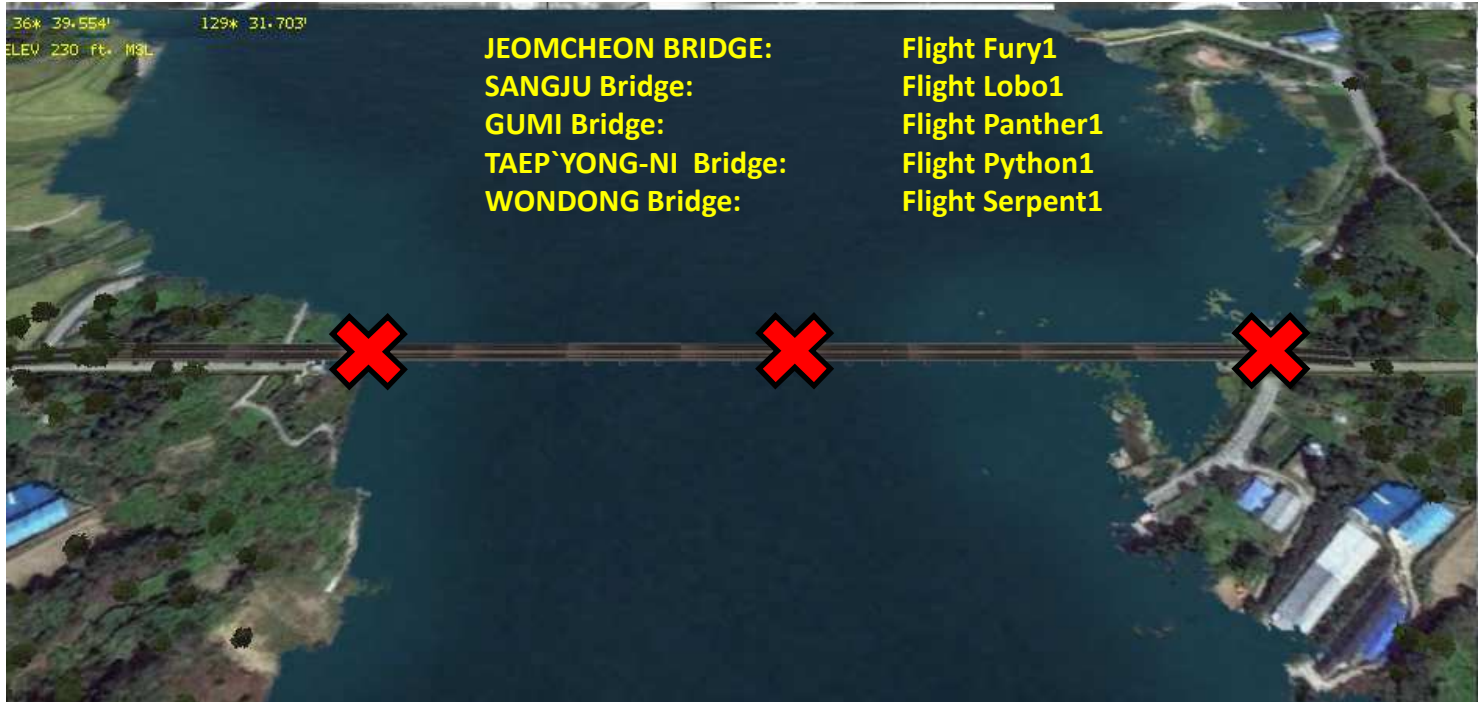 36* 39.554' 129* 31.703'
ELEV 230 ft. MSL
JEOMCHEON BRIDGE: Flight Fury1
SANGJU Bridge: Flight Lobo1
GUMI Bridge: Flight Panther1
TAEP`YONG-NI Bridge: Flight Python1
WONDONG Bridge: Flight Serpent1